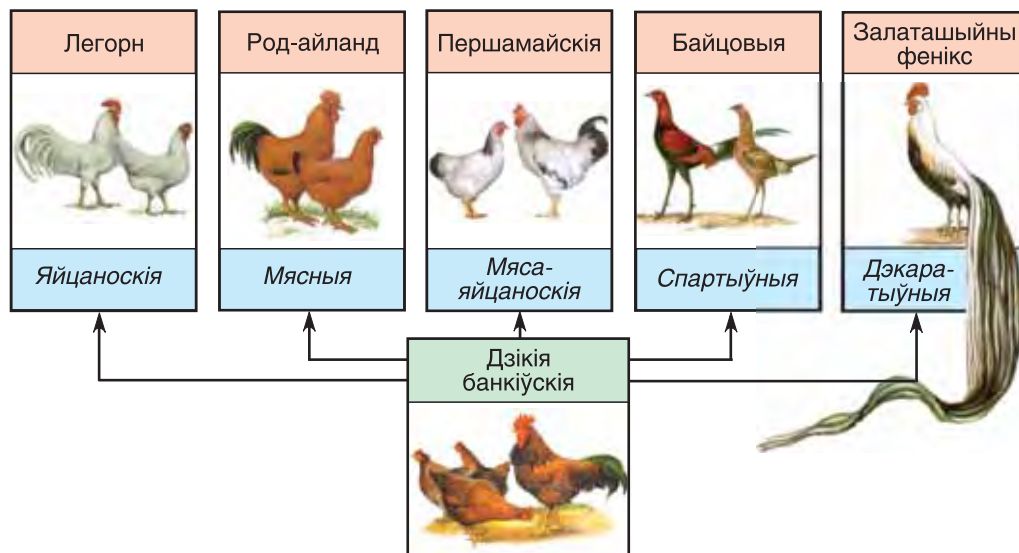 Легорн
Род-айланд
Першамайскія
Байцовыя
Залаташыйны
фенікс
Яйцаноскія
Мясныя
Мяса-
яйцаноскія
Спартыўныя
Дэкара-
тыўныя
Дзікія
банкіўскія